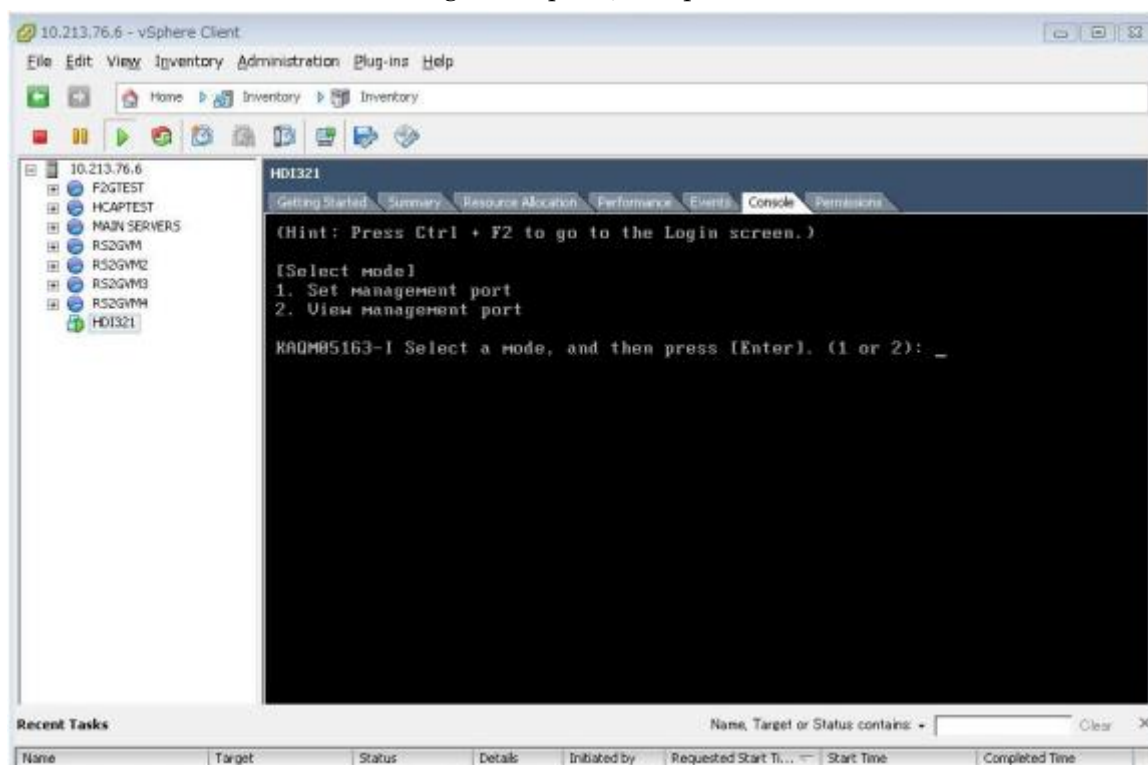 10.213.76.6 - vSphere Client
File Edit View Inventory Administration Plug-ins Help
Home Inventory Inventory
10.213.76.6
F2GTEST
HCAPTEST
MAIN SERVERS
RS2GVM
RS2GVM2
RS2GVM3
RS2GVM4
HDI321
HDI321
Getting Started Summary Resource Allocation Performance Events Console Permissions
(Hint: Press Ctrl + F2 to go to the Login screen.)
[Select mode]
1. Set management port
2. View management port
KAQM05163-I Select a mode, and then press [Enter]. (1 or 2): _
Recent Tasks
Name, Target or Status contains: Clear
Name Target Status Details Initiated by Requested Start Ti... Start Time Completed Time